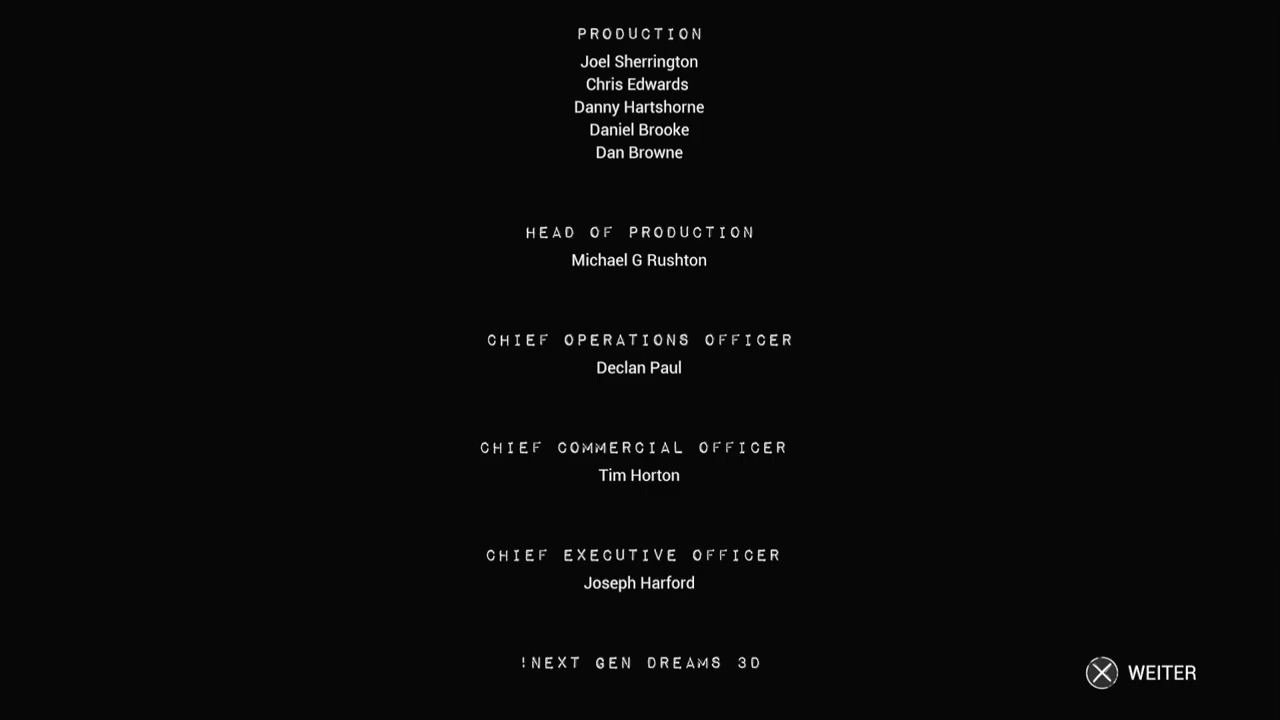 PRODUCTION
Joel Sherrington
Chris Edwards
Danny Hartshorne
Daniel Brooke
Dan Browne
HEAD OF PRODUCTION
Michael G Rushton
CHIEF OPERATIONS OFFICER
Declan Paul
CHIEF COMMERCIAL OFFICER
Tim Horton
CHIEF EXECUTIVE OFFICER
Joseph Harford
!NEXT GEN DREAMS 3D
WEITER